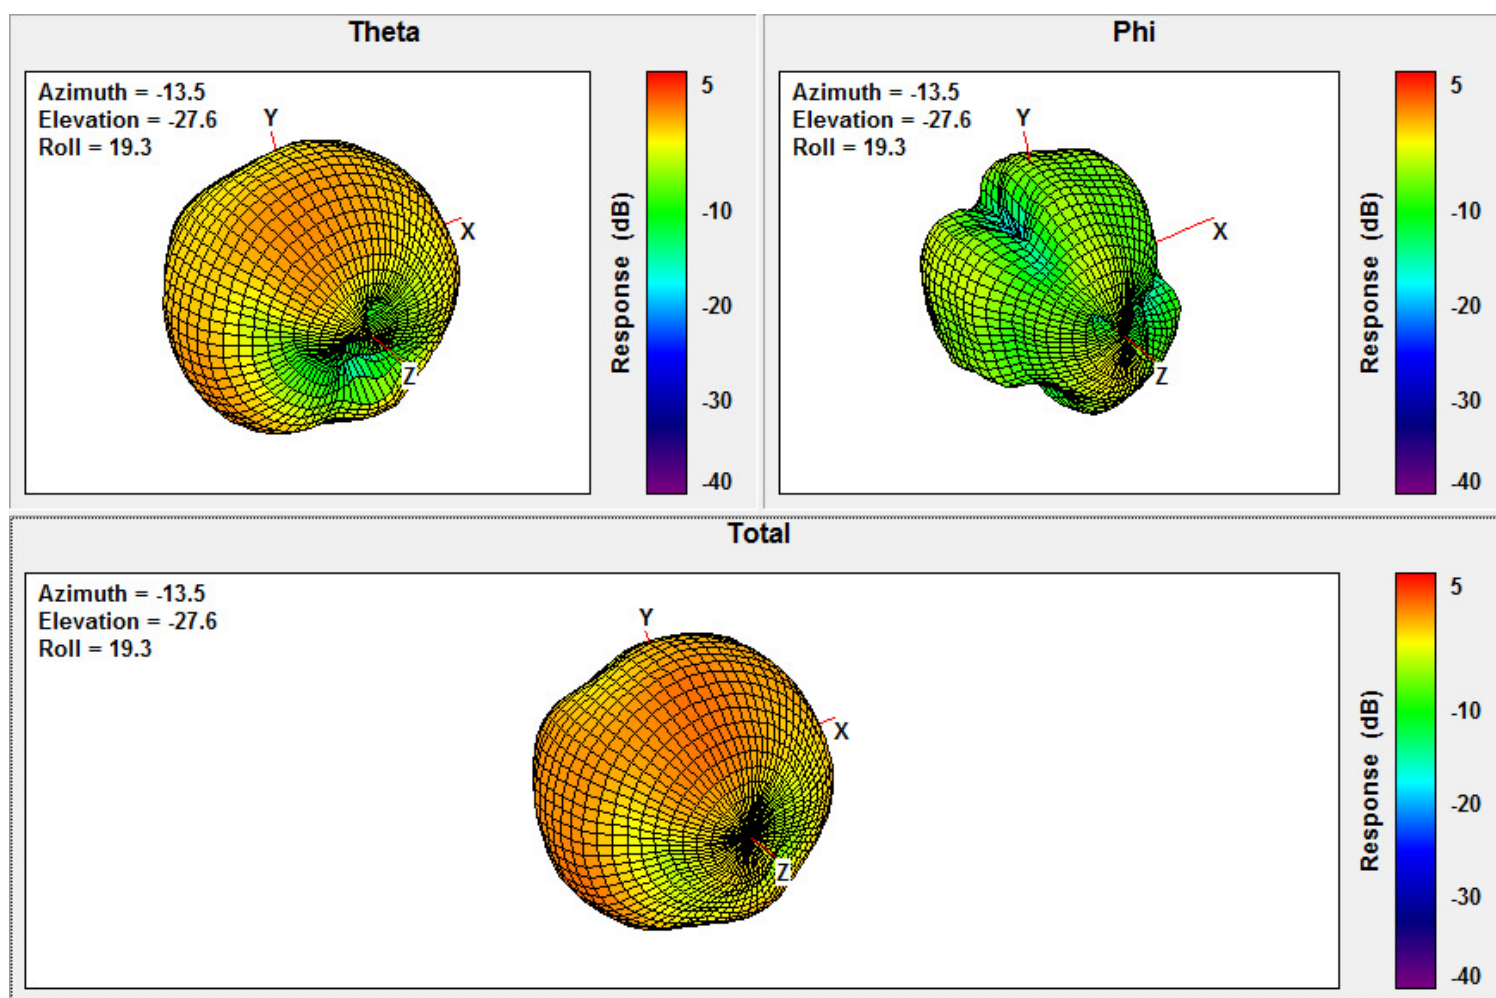 Theta
Azimuth = -13.5
Elevation = -27.6
Roll = 19.3
Y
X
Z
Response (dB)
5
-10
-20
-30
-40
Phi
Azimuth = -13.5
Elevation = -27.6
Roll = 19.3
Y
X
Z
Response (dB)
5
-10
-20
-30
-40
Total
Azimuth = -13.5
Elevation = -27.6
Roll = 19.3
Y
X
Z
Response (dB)
5
-10
-20
-30
-40